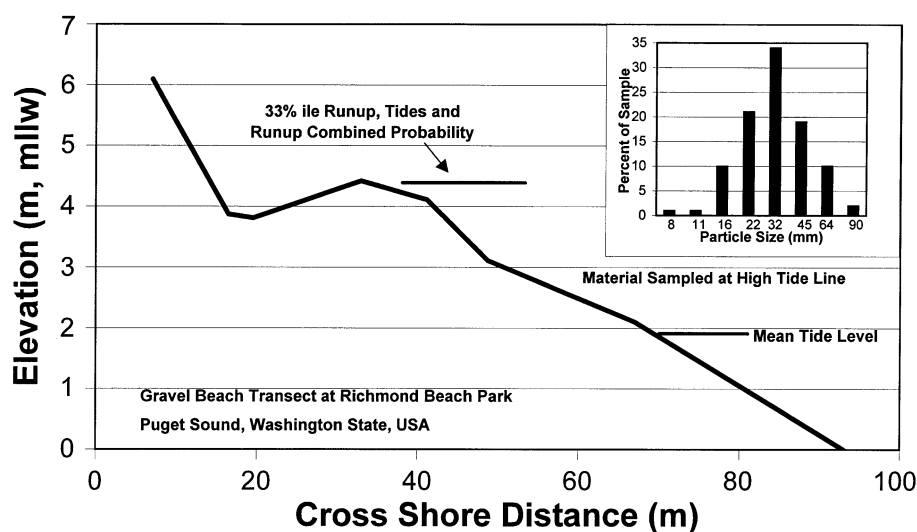 7
6
5
4
3
2
1
0
Elevation (m, mllw)
33% ile Runup, Tides and
Runup Combined Probability
35
30
25
20
15
10
5
0
Percent of Sample
8 11 16 22 32 45 64 90
Particle Size (mm)
Material Sampled at High Tide Line
Mean Tide Level
Gravel Beach Transect at Richmond Beach Park
Puget Sound, Washington State, USA
0 20 40 60 80 100
Cross Shore Distance (m)